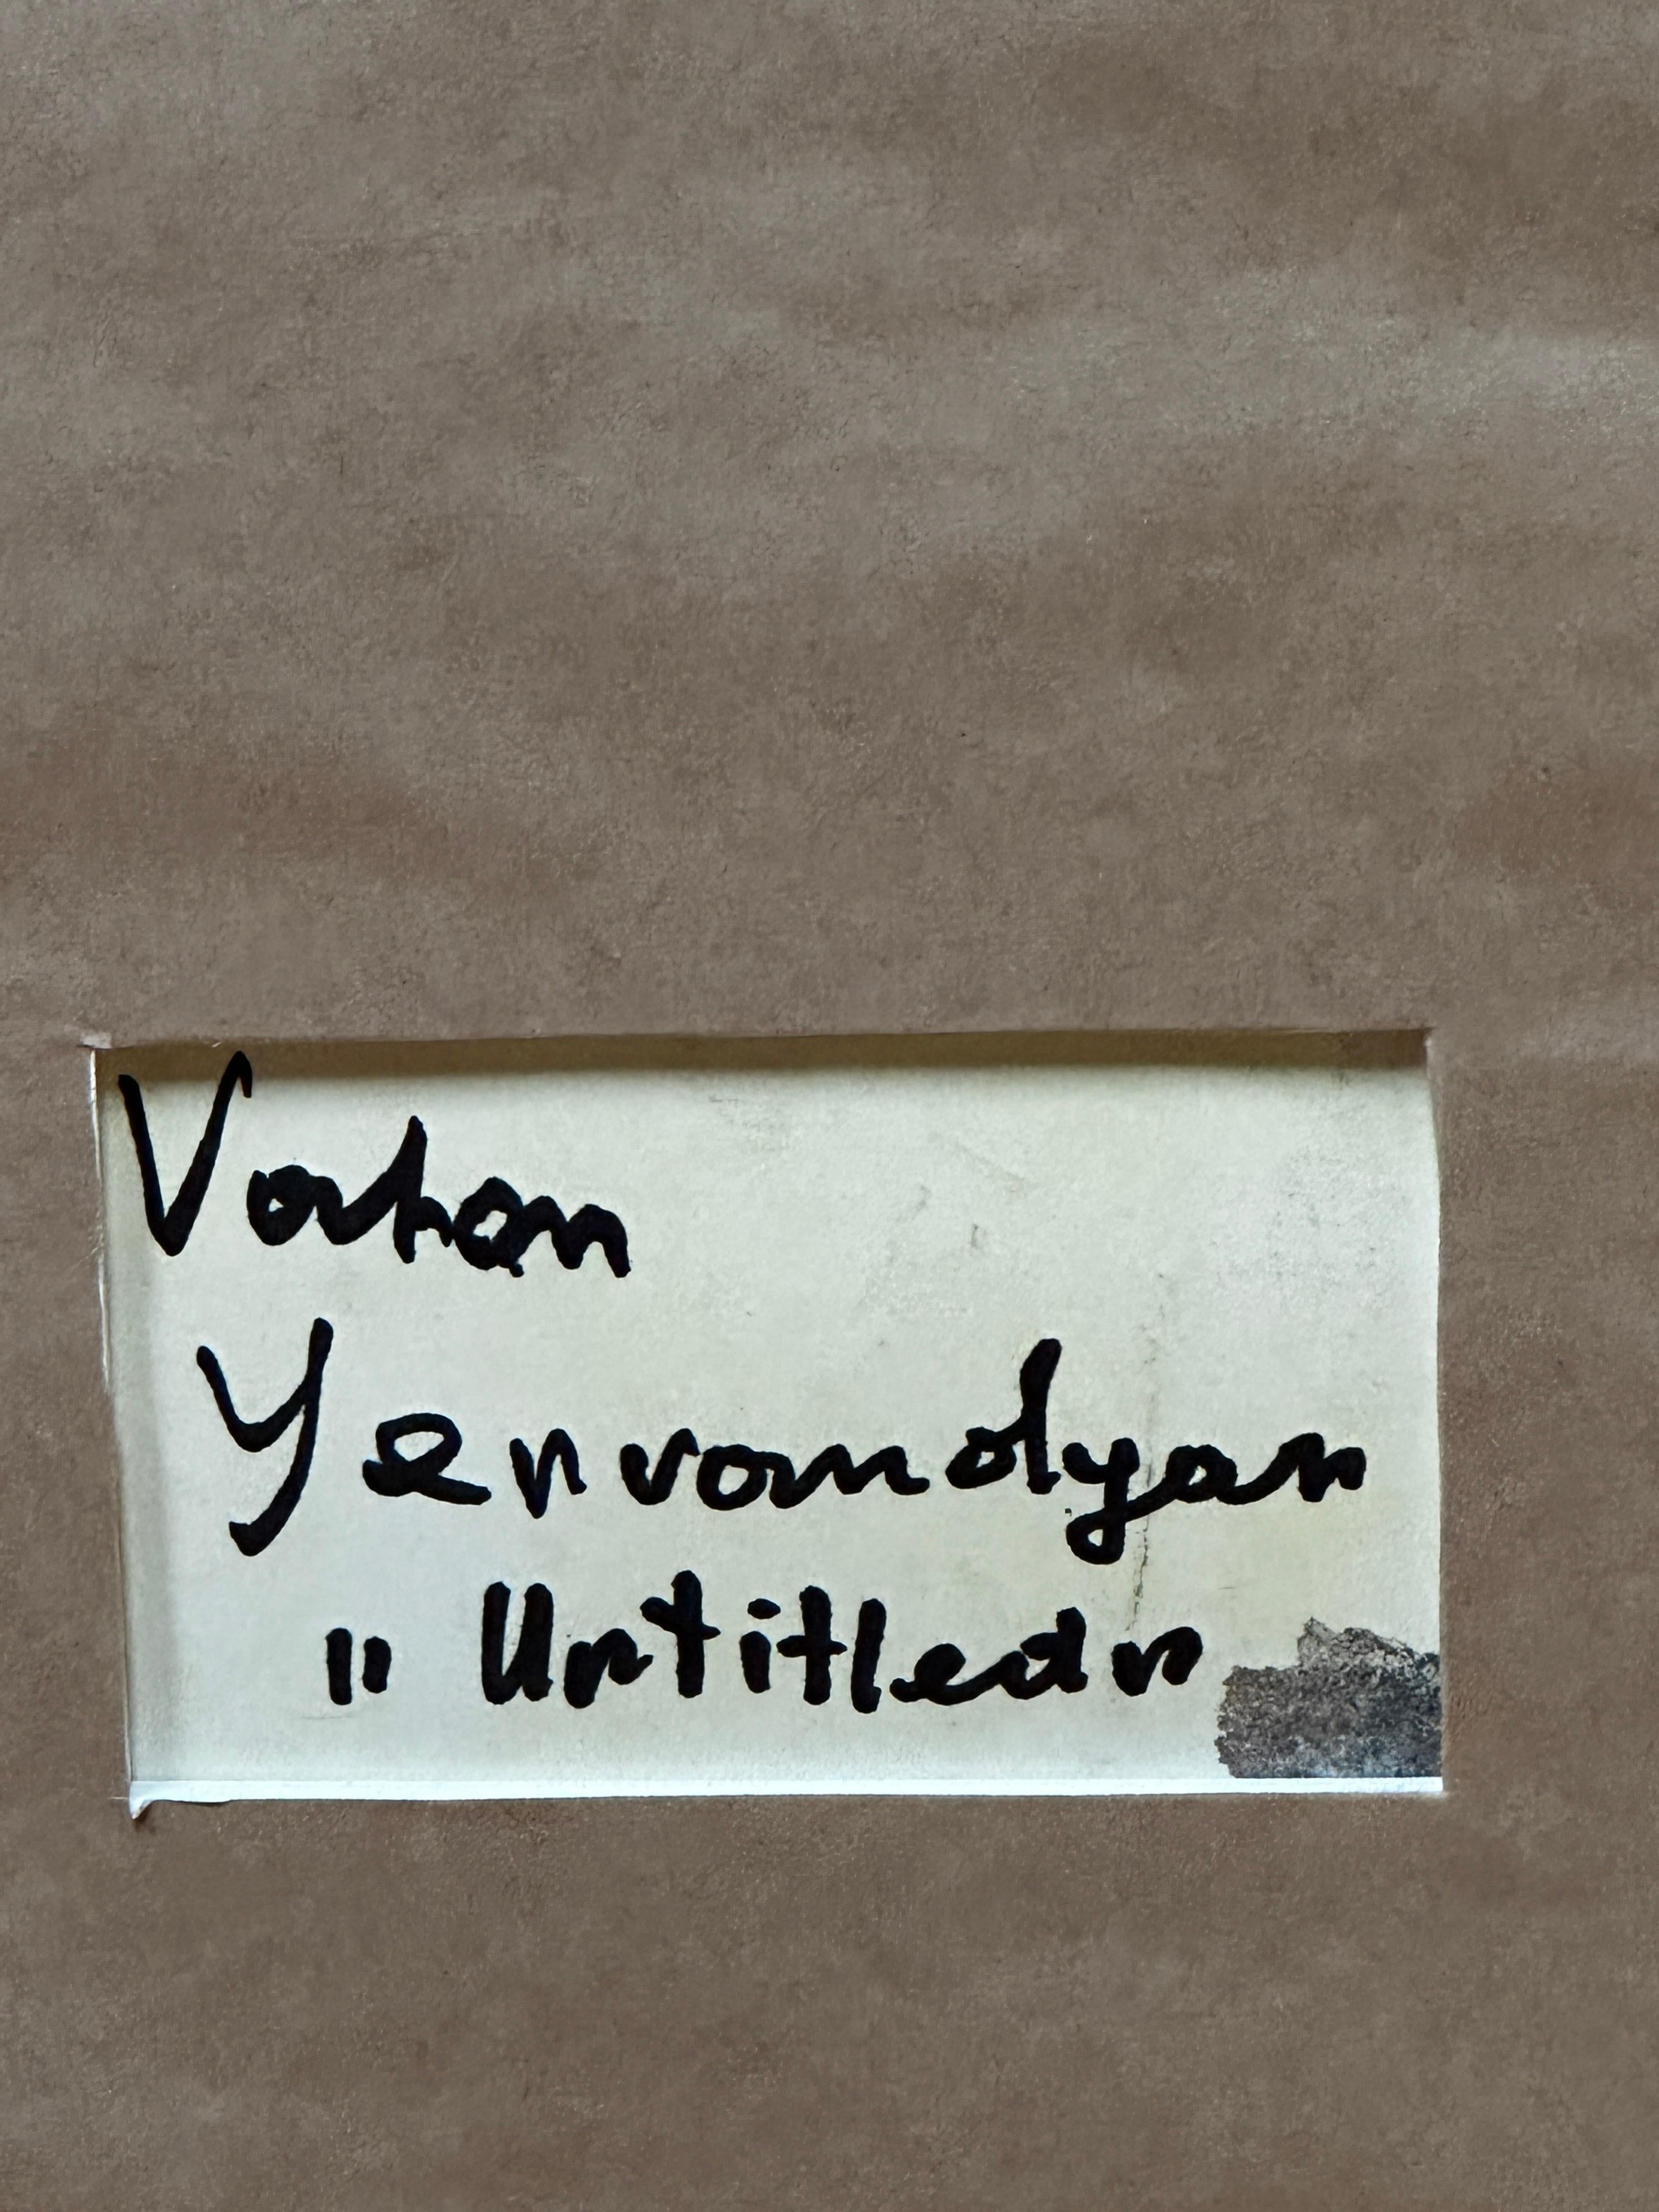 Vahan
Yervandyan
"Untitled"